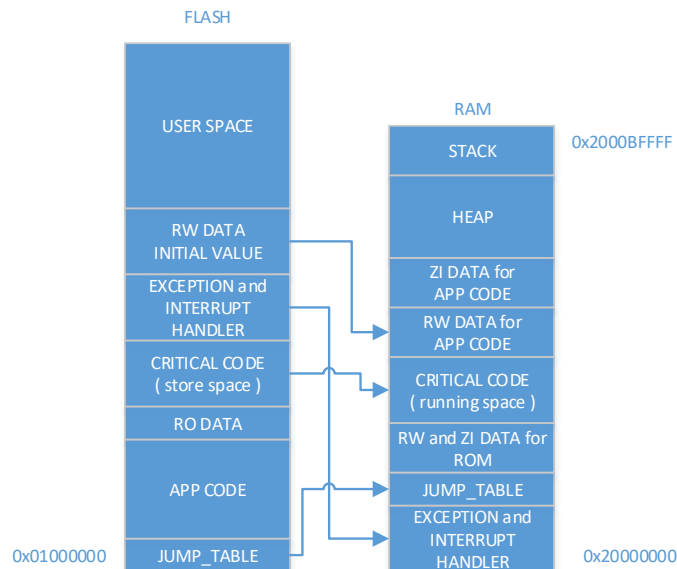 FLASH
USER SPACE
RW DATA
INITIAL VALUE
EXCEPTION and
INTERRUPT
HANDLER
CRITICAL CODE
( store space )
RO DATA
APP CODE
0x01000000
JUMP_TABLE
RAM
0x2000BFFFF
STACK
HEAP
ZI DATA for
APP CODE
RW DATA for
APP CODE
CRITICAL CODE
( running space )
RW and ZI DATA for
ROM
JUMP_TABLE
EXCEPTION and
INTERRUPT
HANDLER
0x20000000